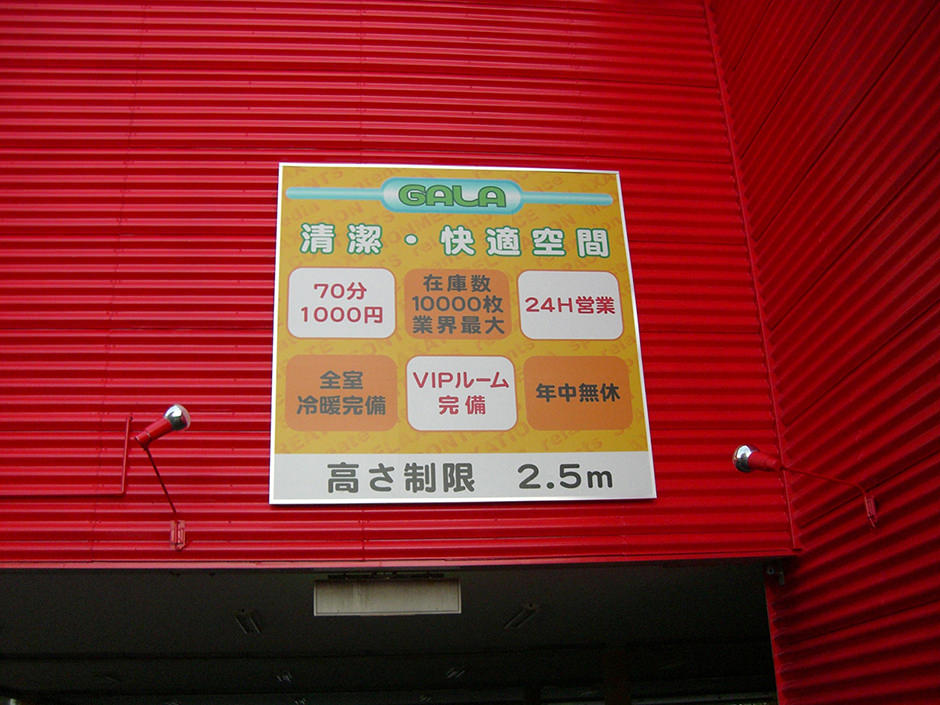 GALA
清潔・快適空間
70分
1000円
在庫数
10000枚
業界最大
24H営業
全室
冷暖完備
VIPルーム
完備
年中無休
高さ制限 2.5m